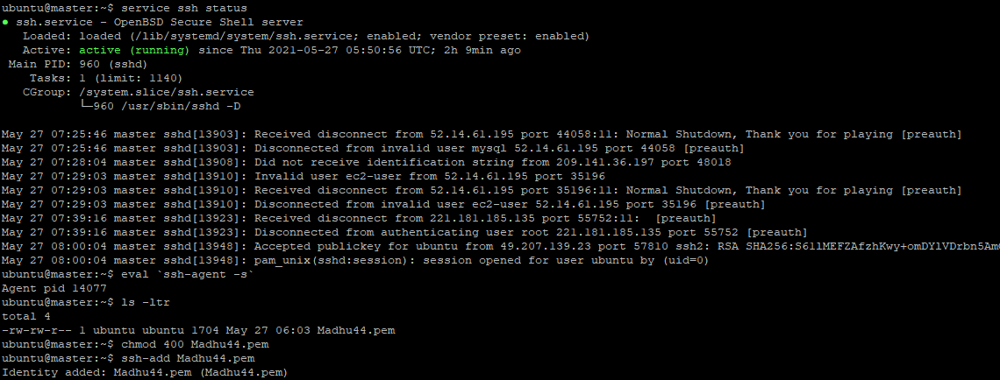 ubuntu@master:~$ service ssh status
● ssh.service - OpenBSD Secure Shell server
Loaded: loaded (/lib/systemd/system/ssh.service; enabled; vendor preset: enabled)
Active: active (running) since Thu 2021-05-27 05:50:56 UTC; 2h 9min ago
Main PID: 960 (sshd)
Tasks: 1 (limit: 1140)
CGroup: /system.slice/ssh.service
└─960 /usr/sbin/sshd -D
May 27 07:25:46 master sshd[13903]: Received disconnect from 52.14.61.195 port 44058:11: Normal Shutdown, Thank you for playing [preauth]
May 27 07:25:46 master sshd[13903]: Disconnected from invalid user mysql 52.14.61.195 port 44058 [preauth]
May 27 07:28:04 master sshd[13908]: Did not receive identification string from 209.141.36.197 port 48018
May 27 07:29:03 master sshd[13910]: Invalid user ec2-user from 52.14.61.195 port 35196
May 27 07:29:03 master sshd[13910]: Received disconnect from 52.14.61.195 port 35196:11: Normal Shutdown, Thank you for playing [preauth]
May 27 07:29:03 master sshd[13910]: Disconnected from invalid user ec2-user 52.14.61.195 port 35196 [preauth]
May 27 07:39:16 master sshd[13923]: Received disconnect from 221.181.185.135 port 55752:11:  [preauth]
May 27 07:39:16 master sshd[13923]: Disconnected from authenticating user root 221.181.185.135 port 55752 [preauth]
May 27 08:00:04 master sshd[13948]: Accepted publickey for ubuntu from 49.207.139.23 port 57810 ssh2: RSA
May 27 08:00:04 master sshd[13948]: pam_unix(sshd:session): session opened for user ubuntu by (uid=0)
ubuntu@master:~$ eval `ssh-agent -s`
Agent pid 14077
ubuntu@master:~$ ls -ltr
total 4
-rw-rw-r-- 1 ubuntu ubuntu 1704 May 27 06:03 Madhu44.pem
ubuntu@master:~$ chmod 400 Madhu44.pem
ubuntu@master:~$ ssh-add Madhu44.pem
Identity added: Madhu44.pem (Madhu44.pem)